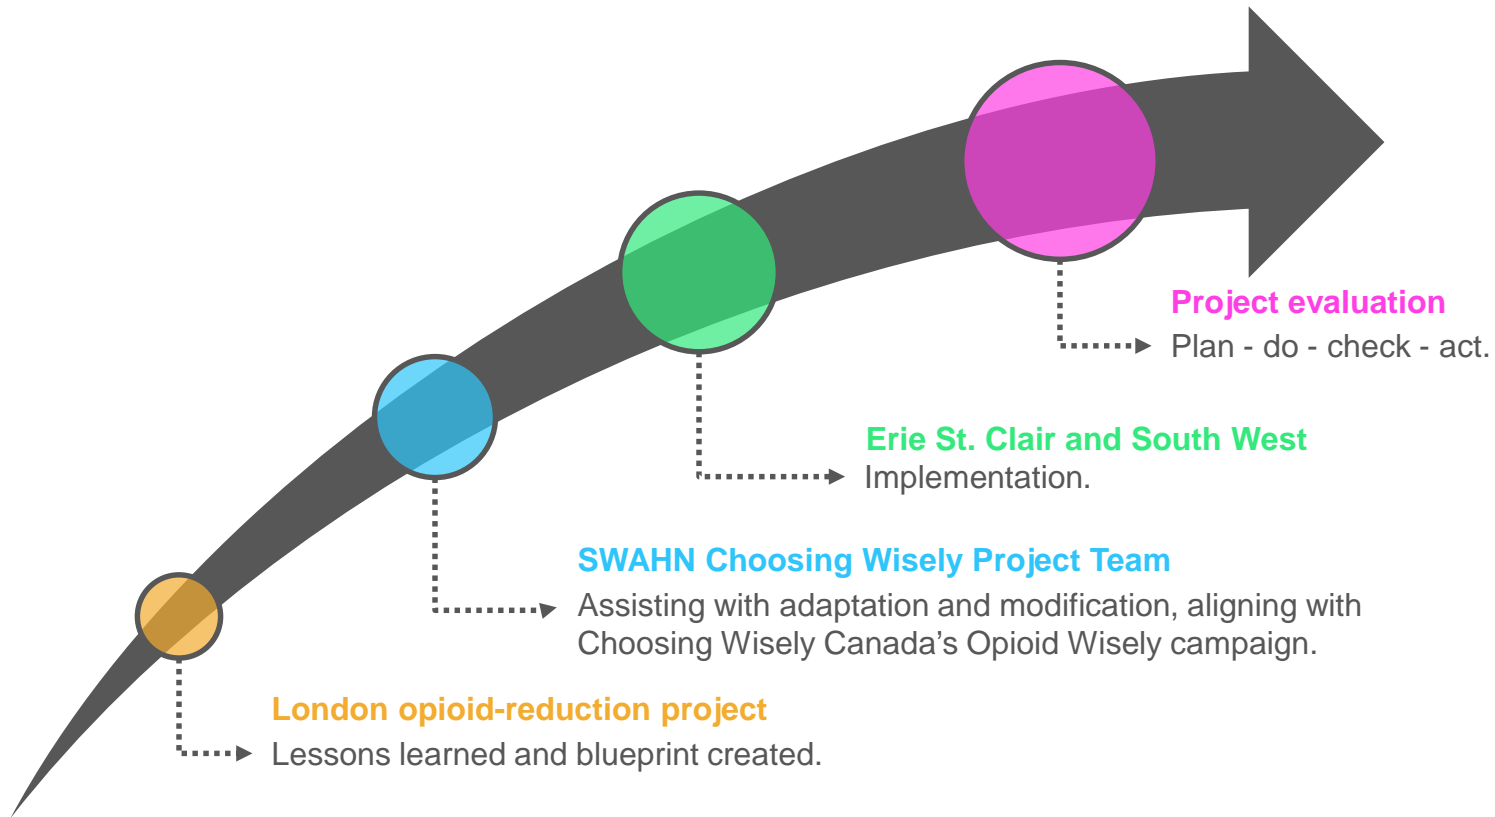 Project evaluation
Plan - do - check - act.
Erie St. Clair and South West
Implementation.
SWAHN Choosing Wisely Project Team
Assisting with adaptation and modification, aligning with
Choosing Wisely Canada’s Opioid Wisely campaign.
London opioid-reduction project
Lessons learned and blueprint created.